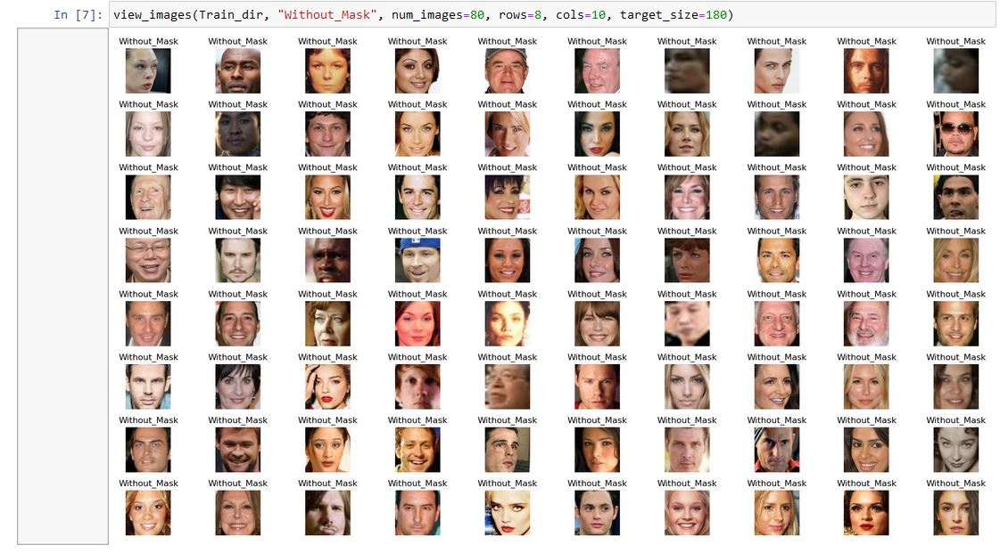 In [7]: view_images(Train_dir, "Without_Mask", num_images=80, rows=8, cols=10, target_size=180)
Without_Mask Without_Mask Without_Mask Without_Mask Without_Mask Without_Mask Without_Mask Without_Mask Without_Mask Without_Mask
Without_Mask Without_Mask Without_Mask Without_Mask Without_Mask Without_Mask Without_Mask Without_Mask Without_Mask Without_Mask
Without_Mask Without_Mask Without_Mask Without_Mask Without_Mask Without_Mask Without_Mask Without_Mask Without_Mask Without_Mask
Without_Mask Without_Mask Without_Mask Without_Mask Without_Mask Without_Mask Without_Mask Without_Mask Without_Mask Without_Mask
Without_Mask Without_Mask Without_Mask Without_Mask Without_Mask Without_Mask Without_Mask Without_Mask Without_Mask Without_Mask
Without_Mask Without_Mask Without_Mask Without_Mask Without_Mask Without_Mask Without_Mask Without_Mask Without_Mask Without_Mask
Without_Mask Without_Mask Without_Mask Without_Mask Without_Mask Without_Mask Without_Mask Without_Mask Without_Mask Without_Mask
Without_Mask Without_Mask Without_Mask Without_Mask Without_Mask Without_Mask Without_Mask Without_Mask Without_Mask Without_Mask